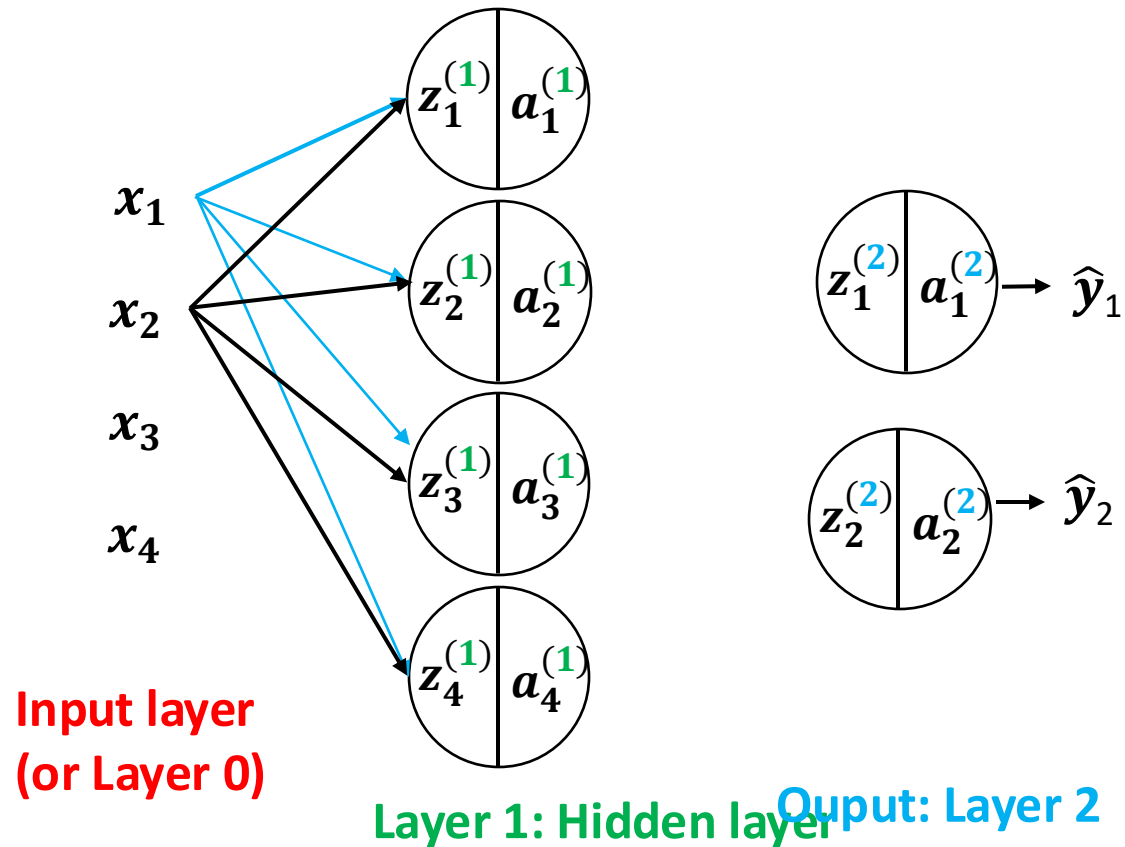 z₁⁽¹⁾ a₁⁽¹⁾
x₁
x₂
x₃
x₄
z₂⁽¹⁾ a₂⁽¹⁾
z₃⁽¹⁾ a₃⁽¹⁾
z₄⁽¹⁾ a₄⁽¹⁾
z₁⁽²⁾ a₁⁽²⁾ ŷ₁
z₂⁽²⁾ a₂⁽²⁾ ŷ₂
Input layer
(or Layer 0)
Layer 1: Hidden layer
Ouput: Layer 2